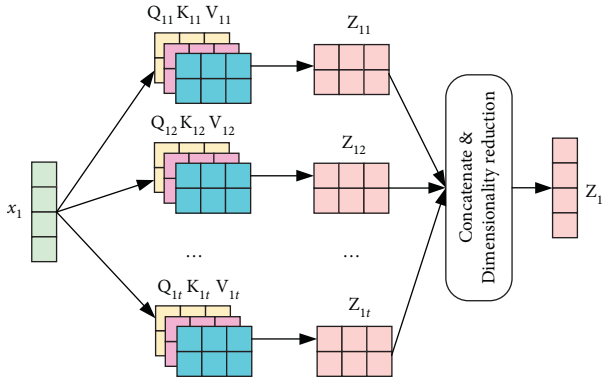 Q₁₁ K₁₁ V₁₁
Z₁₁
Q₁₂ K₁₂ V₁₂
Z₁₂
x₁
Concatenate &
Dimensionality reduction
Z₁
...
...
Q₁ₜ K₁ₜ V₁ₜ
Z₁ₜ